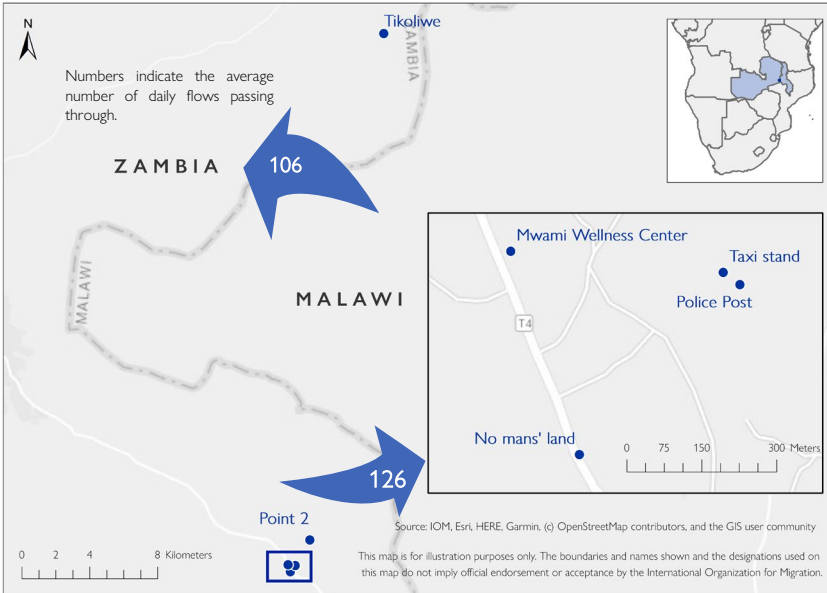 N
Tikoliwe
ZAMBIA
Numbers indicate the average
number of daily flows passing
through.
ZAMBIA
106
MALAWI
MALAWI
Mwami Wellness Center
Taxi stand
Police Post
T4
No mans' land
0 75 150 300 Meters
126
Point 2
Source: IOM, Esri, HERE, Garmin, (c) OpenStreetMap contributors, and the GIS user community
0 2 4 8 Kilometers
This map is for illustration purposes only. The boundaries and names shown and the designations used on
this map do not imply official endorsement or acceptance by the International Organization for Migration.